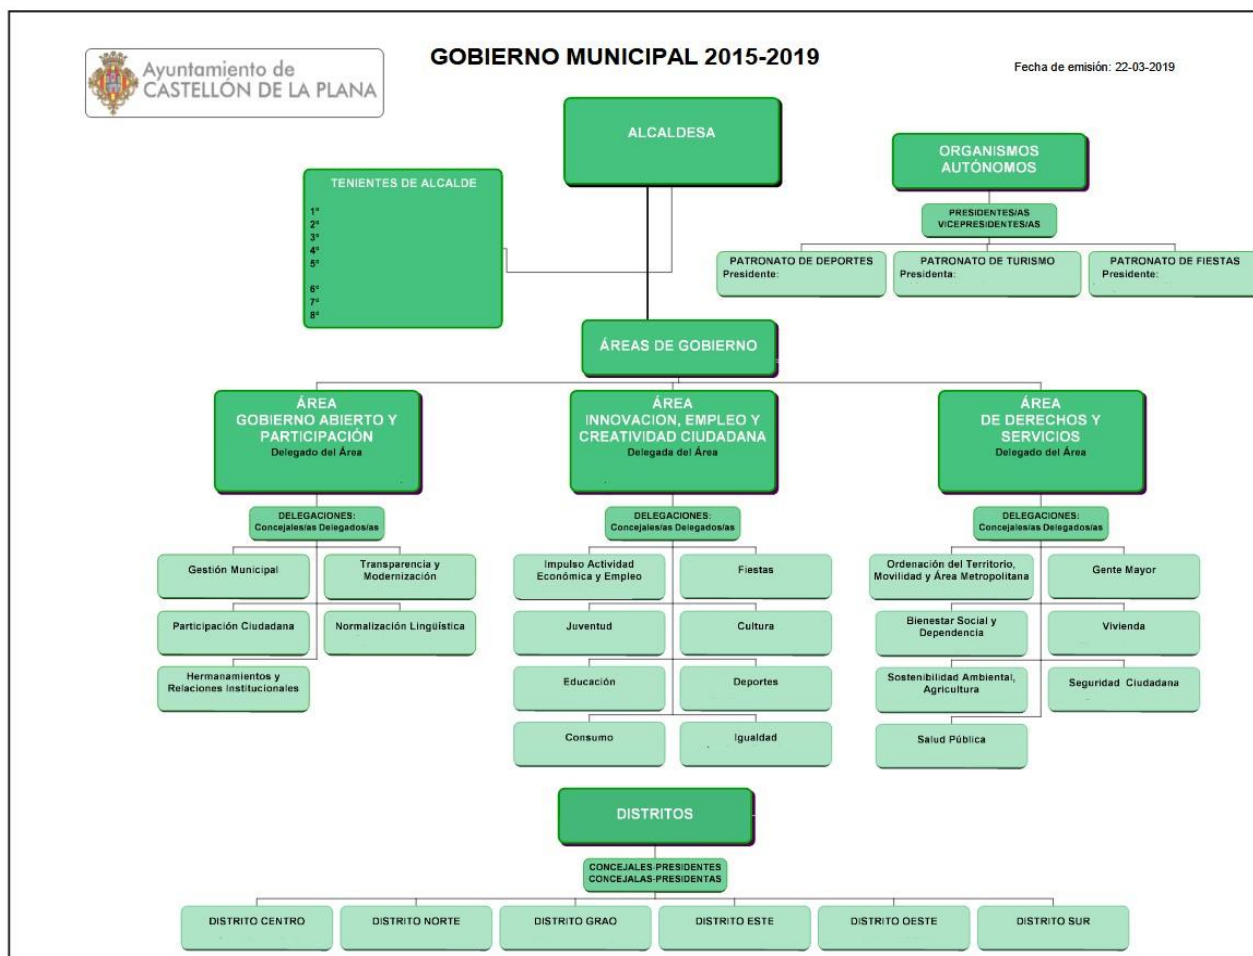 Ayuntamiento de
CASTELLÓN DE LA PLANA
GOBIERNO MUNICIPAL 2015-2019
Fecha de emisión: 22-03-2019
ALCALDESA
TENIENTES DE ALCALDE
1º
2º
3º
4º
5º
6º
7º
8º
ORGANISMOS
AUTÓNOMOS
PRESIDENTES/AS
VICEPRESIDENTES/AS
PATRONATO DE DEPORTES
Presidente:
PATRONATO DE TURISMO
Presidenta:
PATRONATO DE FIESTAS
Presidente:
ÁREAS DE GOBIERNO
ÁREA
GOBIERNO ABIERTO Y
PARTICIPACIÓN
Delegado del Área
DELEGACIONES:
Concejales/as Delegados/as
Gestión Municipal
Transparencia y
Modernización
Participación Ciudadana
Normalización Lingüística
Hermanamientos y
Relaciones Institucionales
ÁREA
INNOVACION, EMPLEO Y
CREATIVIDAD CIUDADANA
Delegada del Área
DELEGACIONES:
Concejales/as Delegados/as
Impulso Actividad
Económica y Empleo
Fiestas
Juventud
Cultura
Educación
Deportes
Consumo
Igualdad
ÁREA
DE DERECHOS Y
SERVICIOS
Delegado del Área
DELEGACIONES:
Concejales/as Delegados/as
Ordenación del Territorio,
Movilidad y Área Metropolitana
Gente Mayor
Bienestar Social y
Dependencia
Vivienda
Sostenibilidad Ambiental,
Agricultura
Seguridad Ciudadana
Salud Pública
DISTRITOS
CONCEJALES-PRESIDENTES
CONCEJALAS-PRESIDENTAS
DISTRITO CENTRO
DISTRITO NORTE
DISTRITO GRAO
DISTRITO ESTE
DISTRITO OESTE
DISTRITO SUR